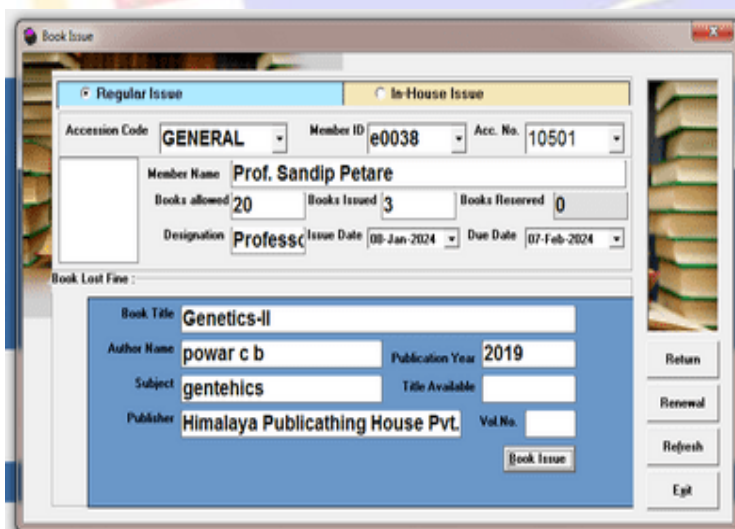 Book Issue
Regular Issue In-House Issue
Accession Code GENERAL Member ID e0038 Acc. No. 10501
Member Name Prof. Sandip Petare
Books allowed 20 Books Issued 3 Books Reserved 0
Designation Professo Issue Date 08-Jan-2024 Due Date 07-Feb-2024
Book Lost Fine :
Book Title Genetics-II
Author Name powar c b Publication Year 2019
Subject gentehics Title Available
Publisher Himalaya Publicathing House Pvt. Vol.No.
Book Issue
Return
Renewal
Refresh
Exit